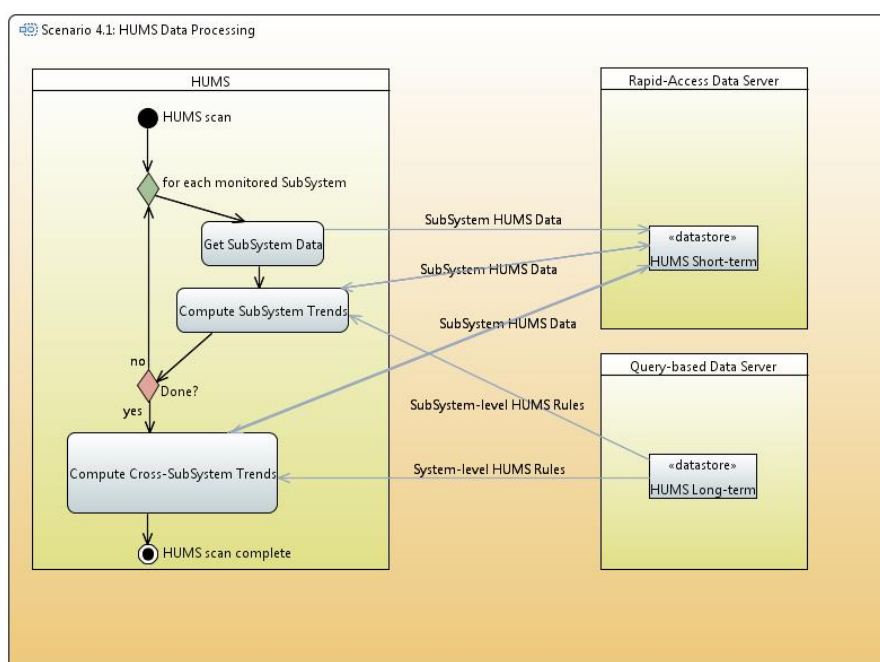 Scenario 4.1: HUMS Data Processing
HUMS
Rapid-Access Data Server
HUMS scan
for each monitored SubSystem
SubSystem HUMS Data
Get SubSystem Data
«datastore»
HUMS Short-term
SubSystem HUMS Data
Compute SubSystem Trends
SubSystem HUMS Data
no
Done?
Query-based Data Server
yes
SubSystem-level HUMS Rules
Compute Cross-SubSystem Trends
System-level HUMS Rules
«datastore»
HUMS Long-term
HUMS scan complete